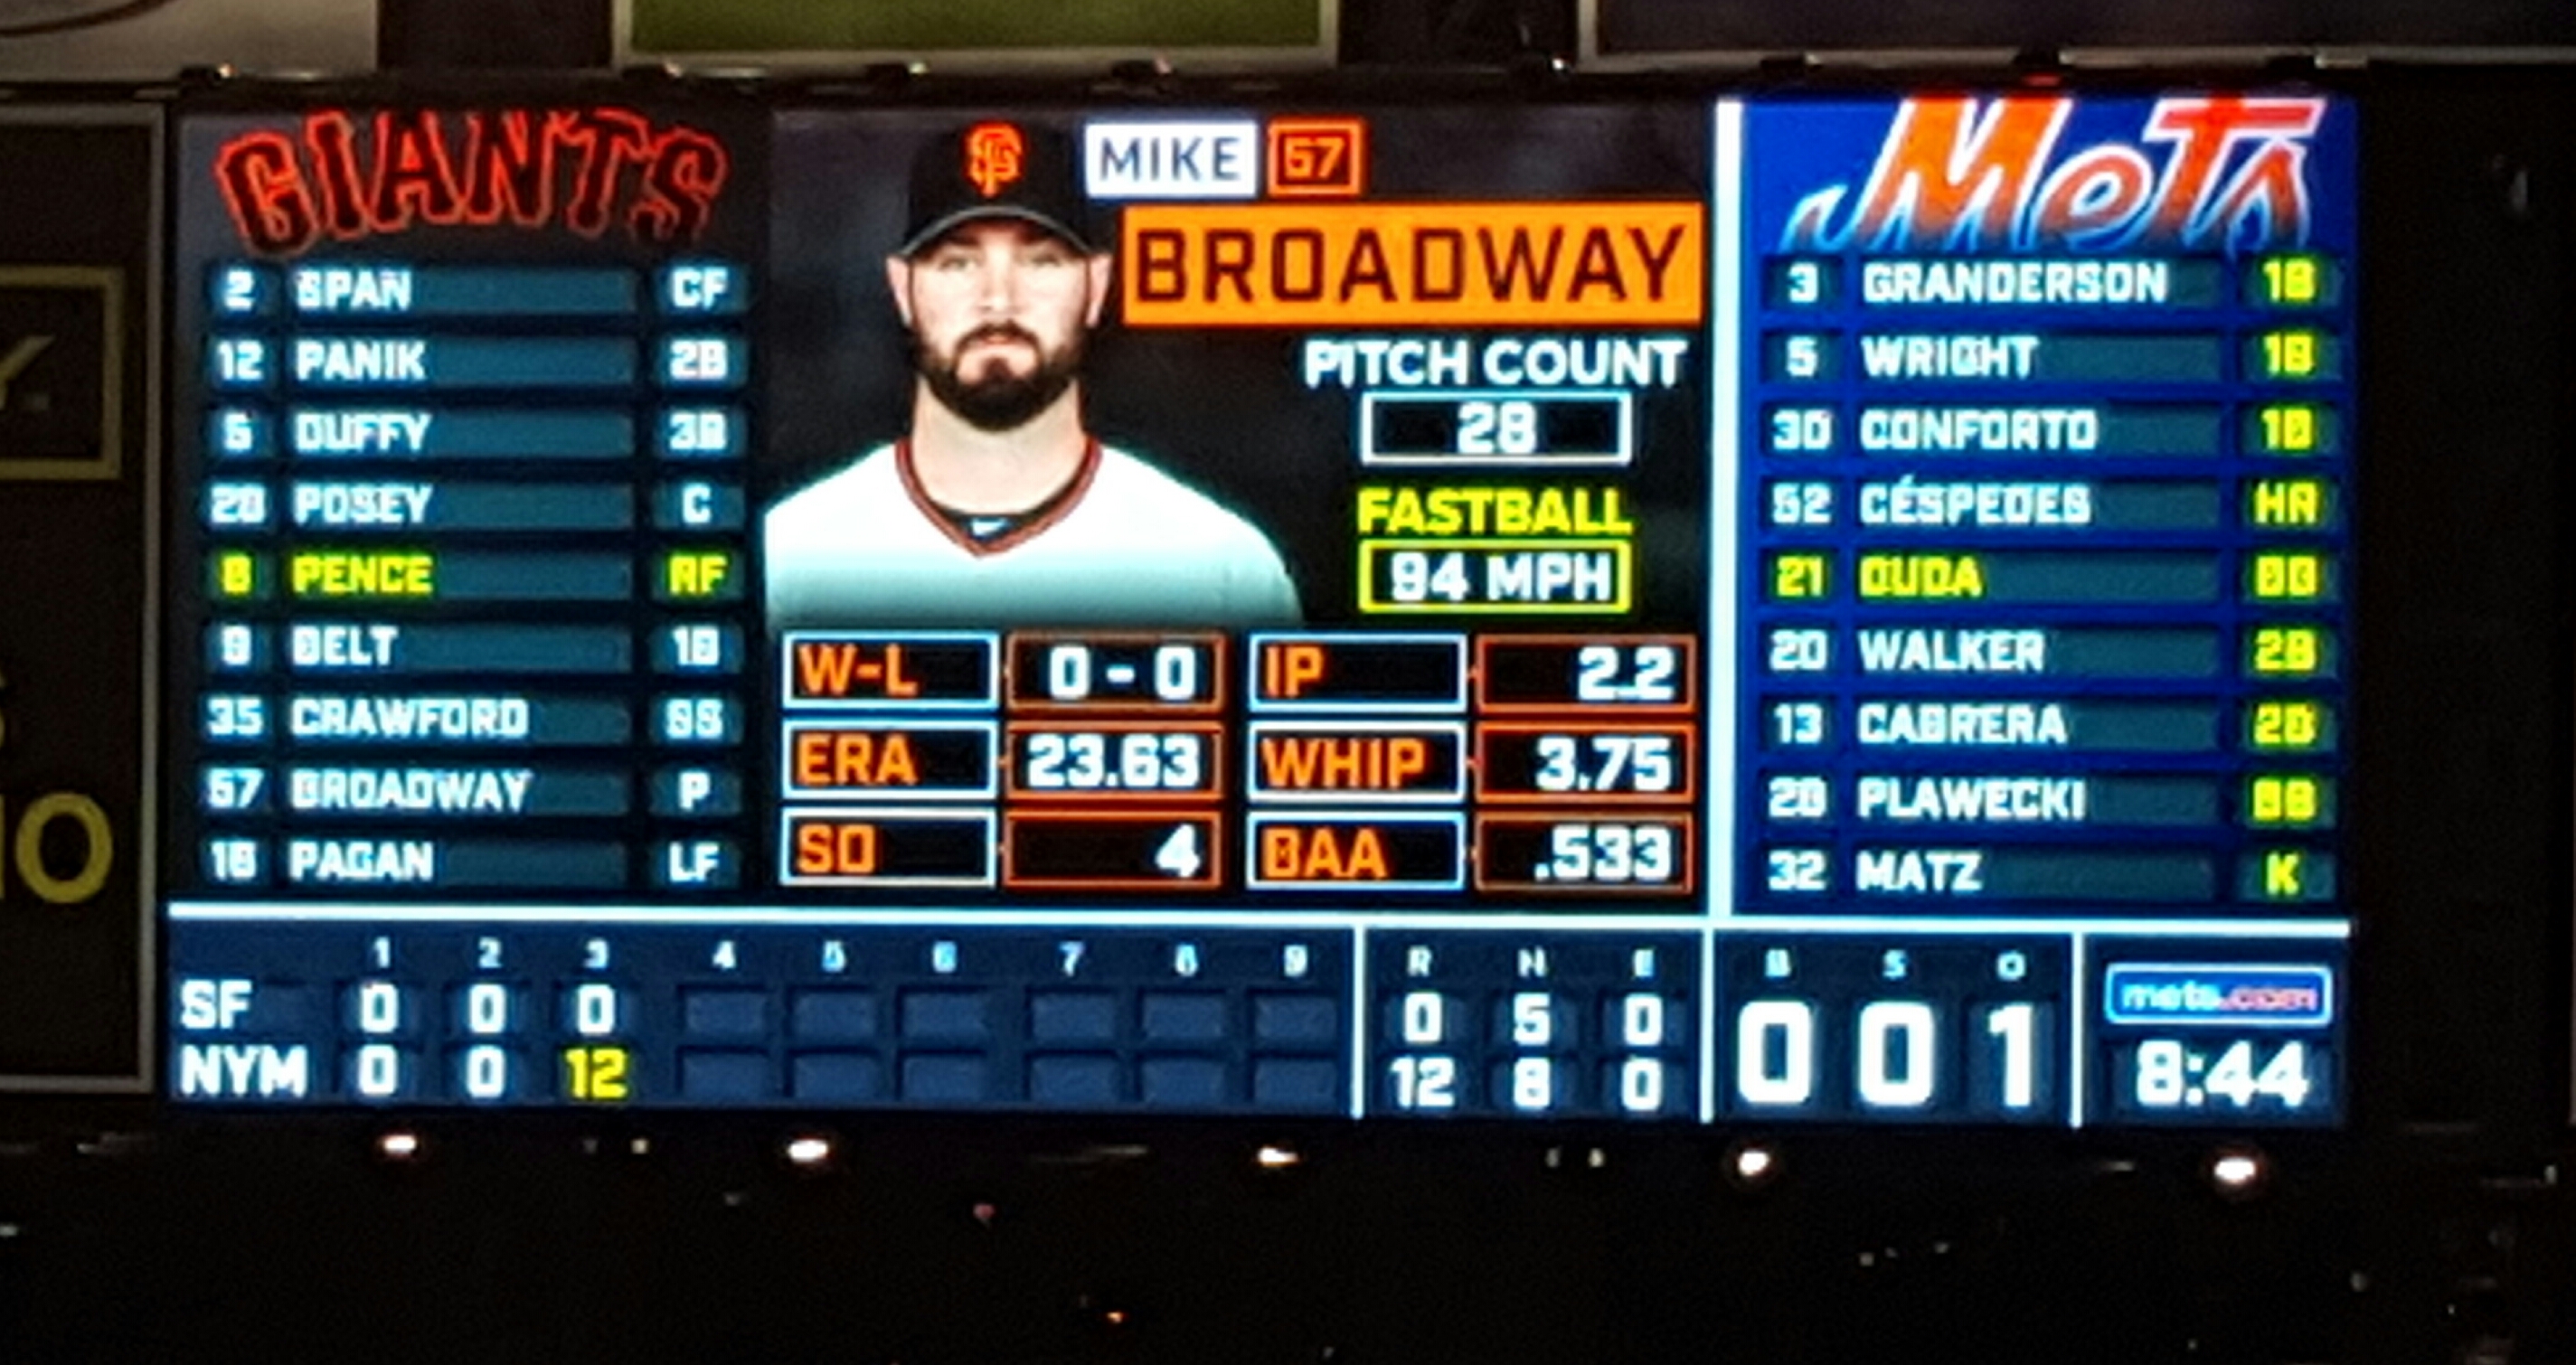 GIANTS
2 SPAN CF
12 PANIK 2B
5 DUFFY 3B
28 POSEY C
8 PENCE RF
9 BELT 1B
35 CRAWFORD SS
57 BROADWAY P
16 PAGAN LF
MIKE 57
BROADWAY
PITCH COUNT
28
FASTBALL
94 MPH
W-L 0 - 0 IP 2.2
ERA 23.63 WHIP 3.75
SO 4 BAA .533
Mets
3 GRANDERSON 1B
5 WRIGHT 1B
30 CONFORTO 1B
52 CÉSPEDES HR
21 DUDA BB
20 WALKER 2B
13 CABRERA 2B
PLAWECKI BB
32 MATZ K
1 2 3 4 5 6 7 8 9 R H E B S O
SF 0 0 0 0 5 0
NYM 0 0 12 12 8 0
0 0 1
mets.com
8:44